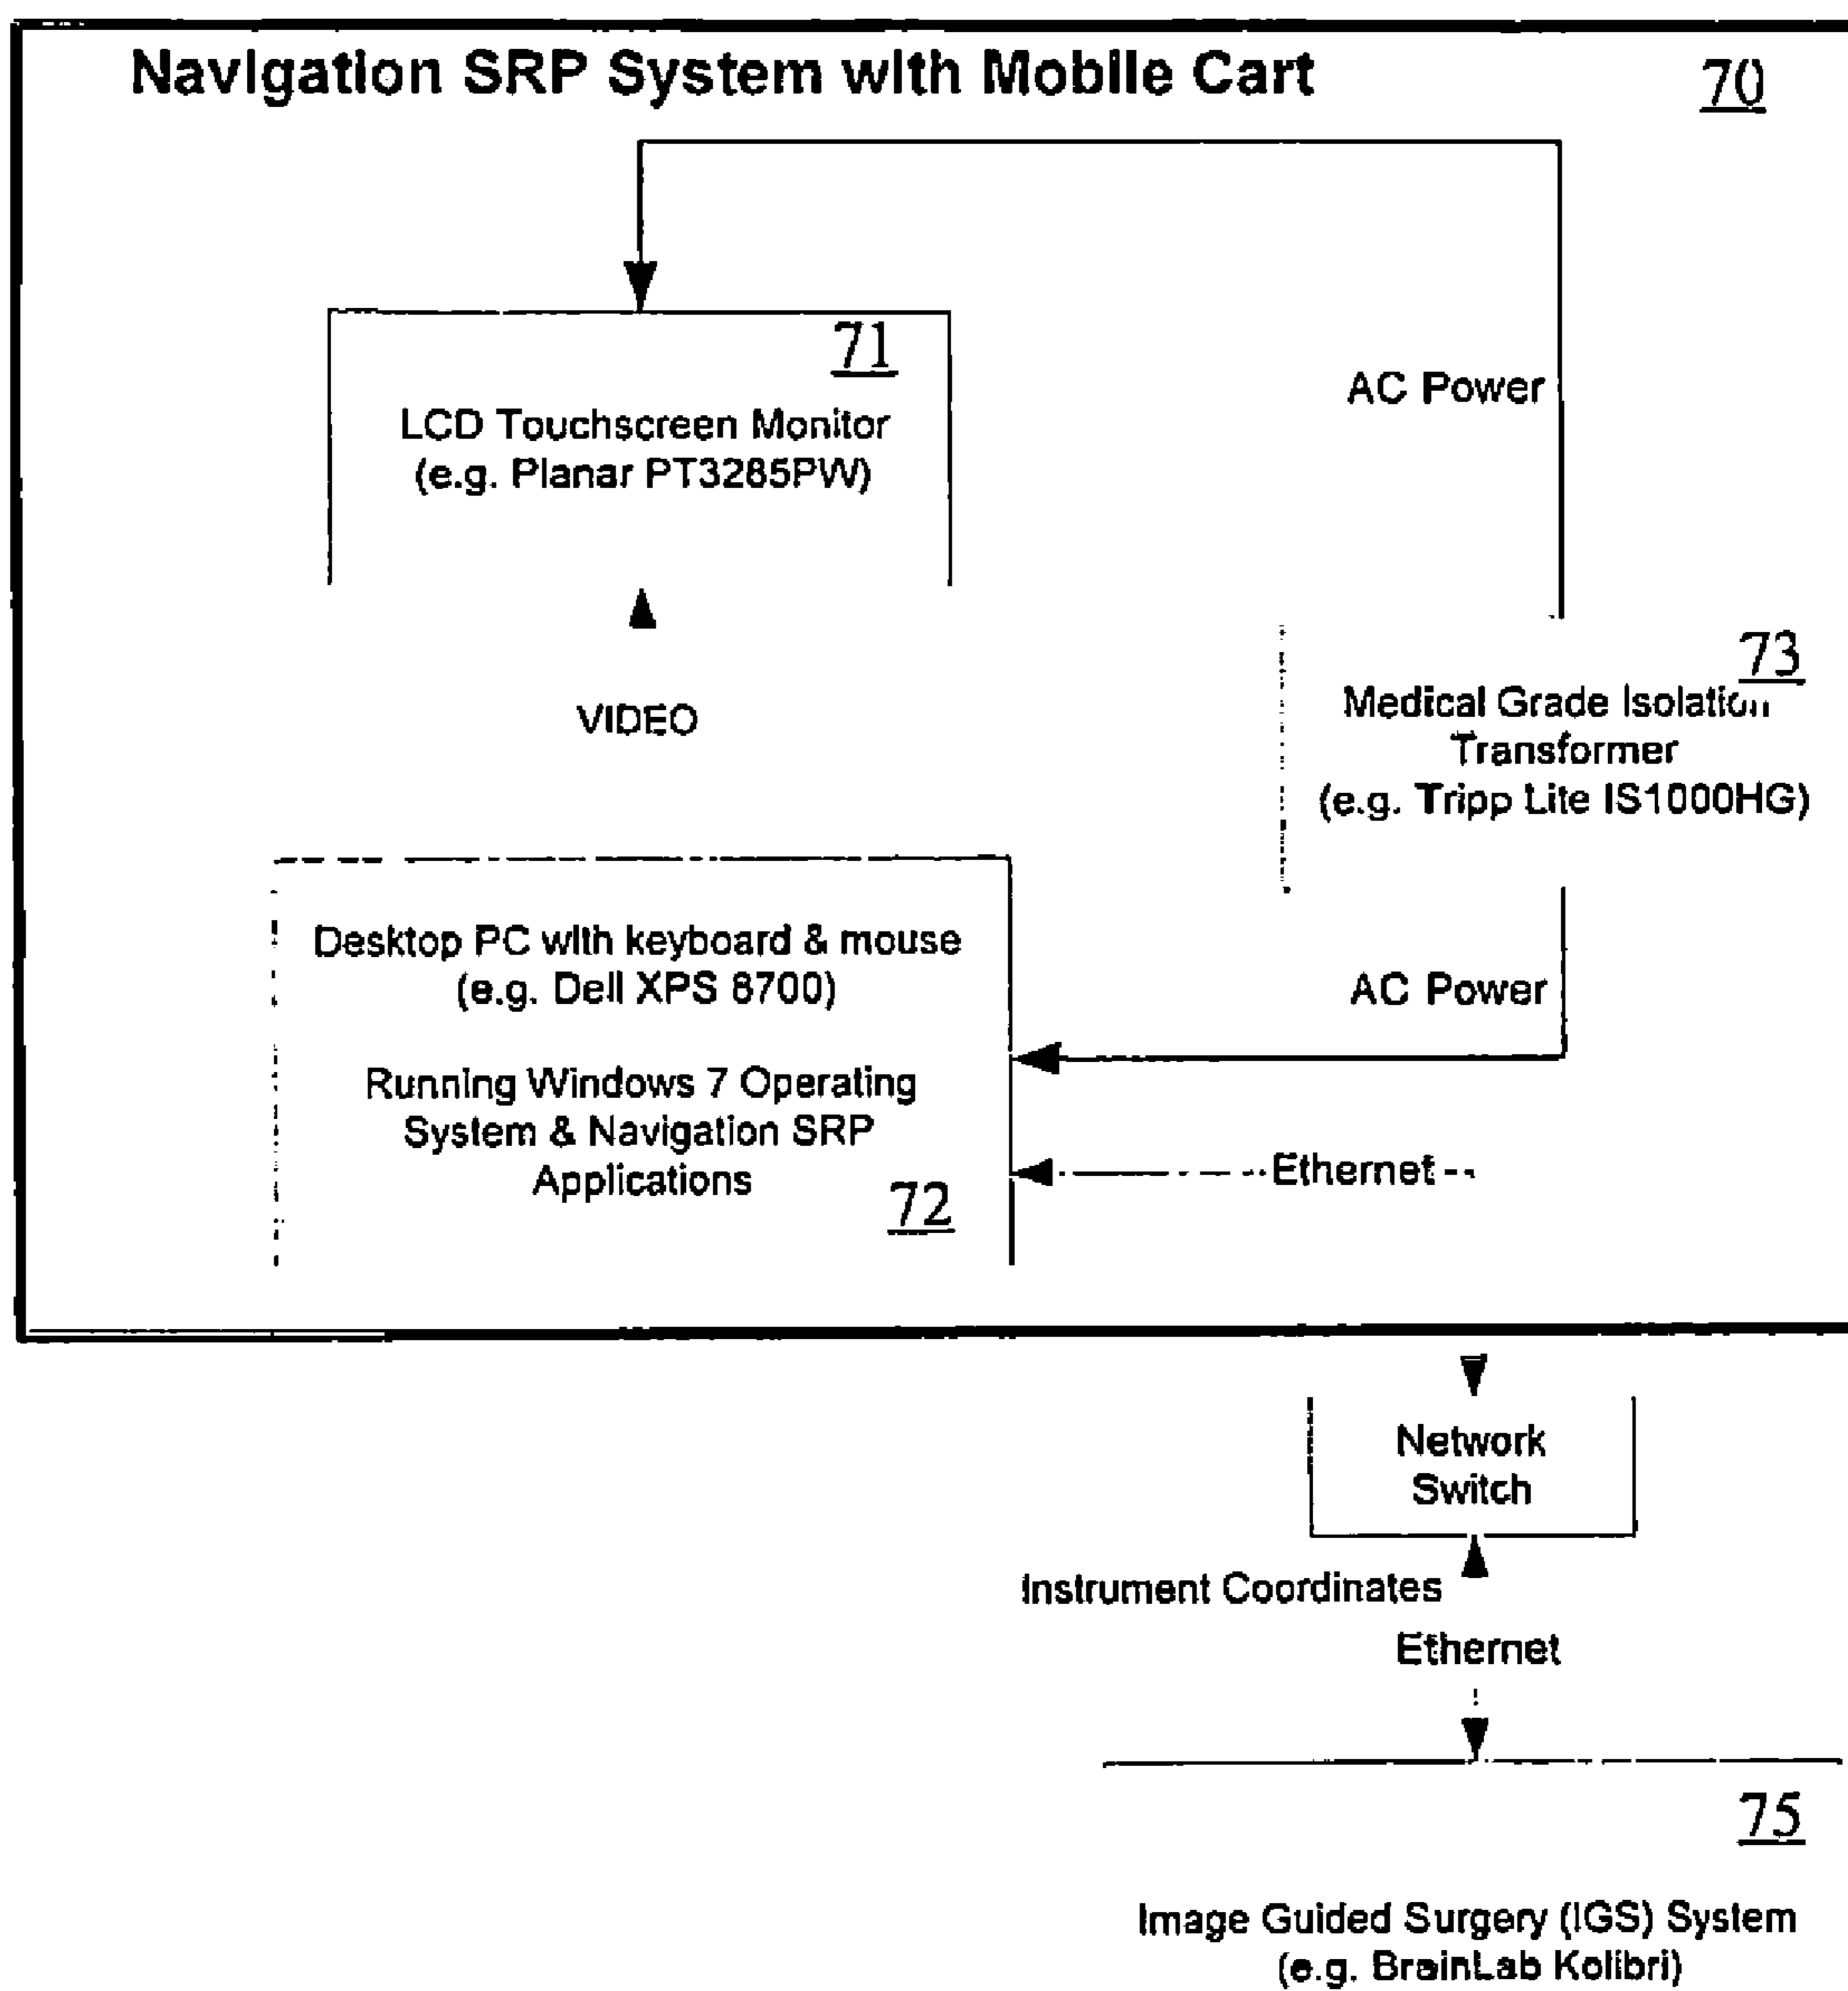 Navigation SRP System with Mobile Cart
70
71
LCD Touchscreen Monitor
(e.g. Planar PT3285PW)
AC Power
VIDEO
73
Medical Grade Isolation
Transformer
(e.g. Tripp Lite IS1000HG)
Desktop PC with keyboard & mouse
(e.g. Dell XPS 8700)
AC Power
Running Windows 7 Operating
System & Navigation SRP
Applications
72
Ethernet
Network
Switch
Instrument Coordinates
Ethernet
75
Image Guided Surgery (IGS) System
(e.g. BrainLab Kolibri)